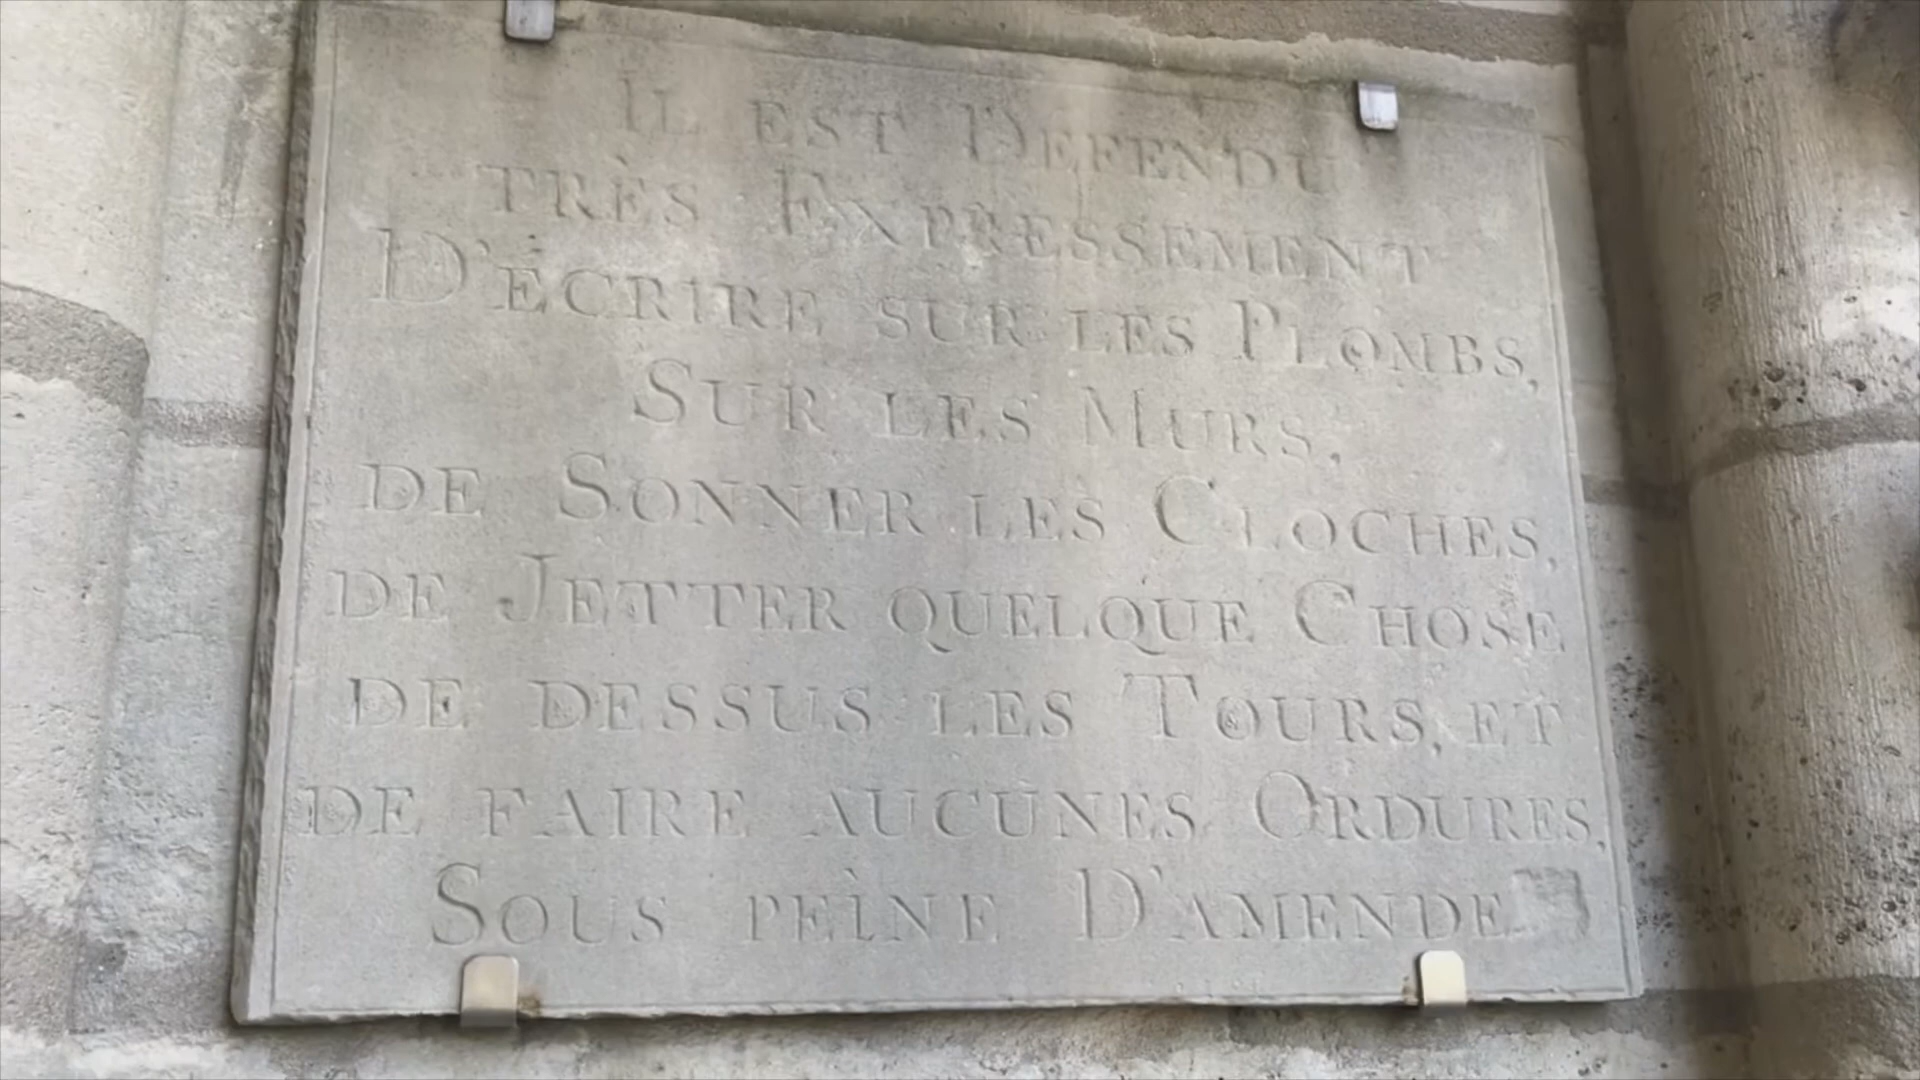 IL EST DEFENDU
TRÈS EXPRESSEMENT
D'ÉCRIRE SUR LES PLOMBS,
SUR LES MURS,
DE SONNER LES CLOCHES,
DE JETTER QUELQUE CHOSE
DE DESSUS LES TOURS, ET
DE FAIRE AUCUNES ORDURES,
SOUS PEINE D'AMENDE